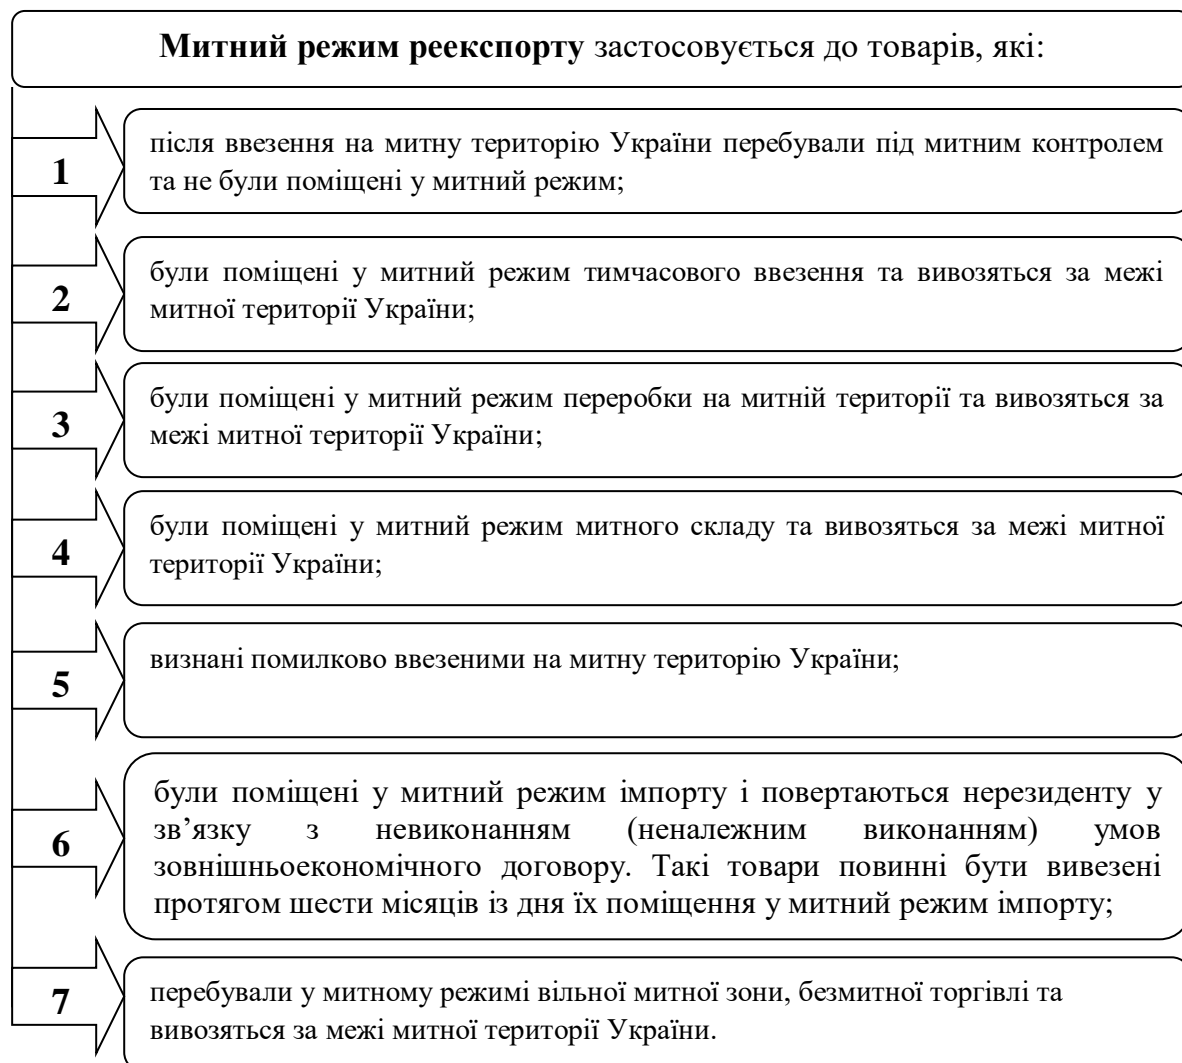 Митний режим реекспорту застосовується до товарів, які:
1
після ввезення на митну територію України перебували під митним контролем
та не були поміщені у митний режим;
2
були поміщені у митний режим тимчасового ввезення та вивозяться за межі
митної території України;
3
були поміщені у митний режим переробки на митній території та вивозяться за
межі митної території України;
4
були поміщені у митний режим митного складу та вивозяться за межі митної
території України;
5
визнані помилково ввезеними на митну територію України;
6
були поміщені у митний режим імпорту і повертаються нерезиденту у
зв’язку з невиконанням (неналежним виконанням) умов
зовнішньоекономічного договору. Такі товари повинні бути вивезені
протягом шести місяців із дня їх поміщення у митний режим імпорту;
7
перебували у митному режимі вільної митної зони, безмитної торгівлі та
вивозяться за межі митної території України.